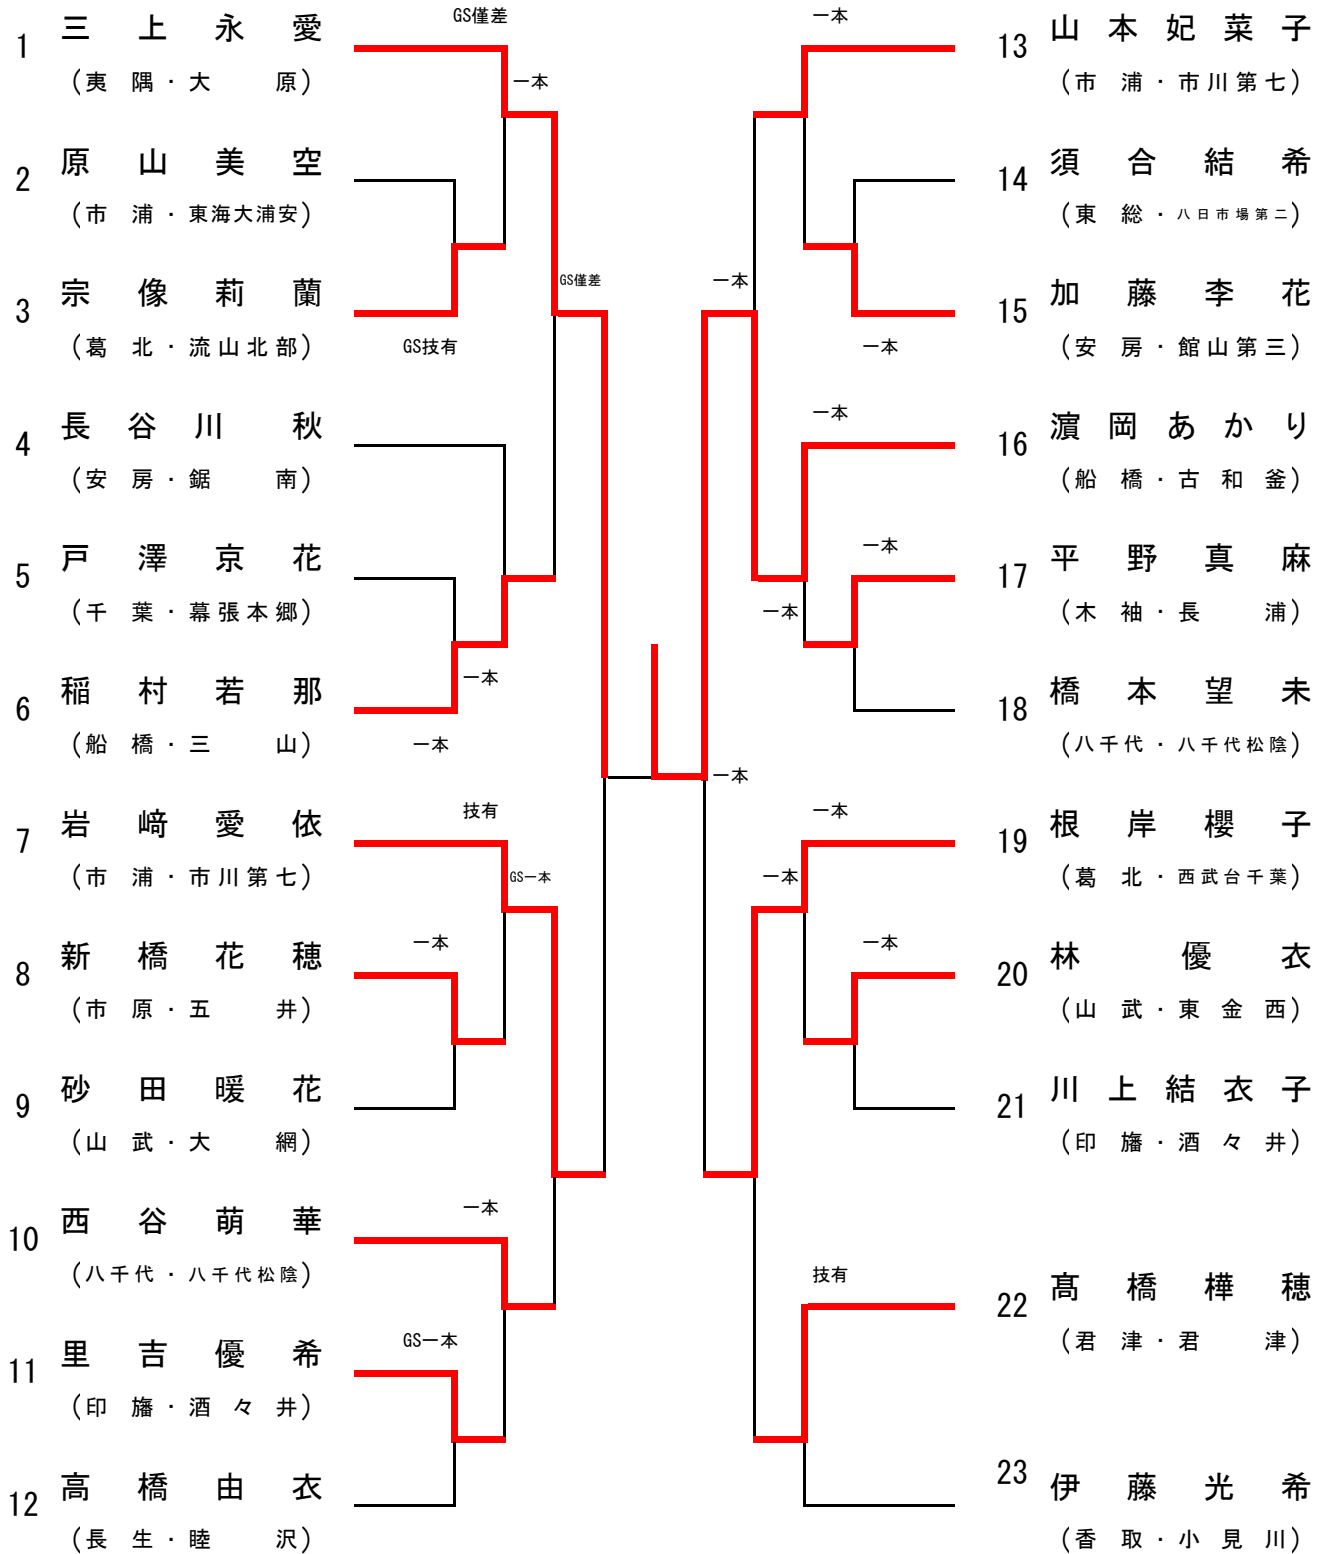 GS僅差
1 三上永愛
(夷隅・大原)
一本
2 原山美空
(市浦・東海大浦安)
3 宗像莉蘭
GS僅差
(葛北・流山北部)
GS技有
4 長谷川秋
(安房・鋸南)
5 戸澤京花
(千葉・幕張本郷)
6 稲村若那
一本
(船橋・三山)
一本
7 岩﨑愛依
技有
(市浦・市川第七)
GS一本
8 新橋花穂
一本
(市原・五井)
9 砂田暖花
(山武・大網)
10 西谷萌華
一本
(八千代・八千代松陰)
11 里吉優希
GS一本
(印旛・酒々井)
12 高橋由衣
(長生・睦沢)
一本
13 山本妃菜子
(市浦・市川第七)
14 須合結希
(東総・八日市場第二)
一本
15 加藤李花
(安房・館山第三)
一本
一本
16 濵岡あかり
(船橋・古和釜)
一本
17 平野真麻
(木袖・長浦)
一本
18 橋本望未
(八千代・八千代松陰)
一本
一本
19 根岸櫻子
(葛北・西武台千葉)
一本
一本
20 林優衣
(山武・東金西)
21 川上結衣子
(印旛・酒々井)
技有
22 髙橋樺穂
(君津・君津)
23 伊藤光希
(香取・小見川)